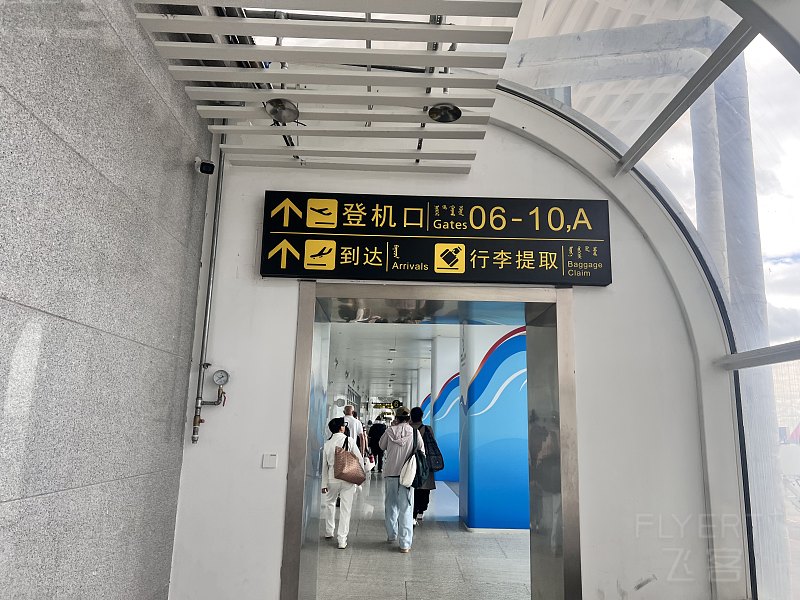 登机口 Gates 06-10,A
到达 Arrivals 行李提取 Baggage Claim
FLYERT
飞客